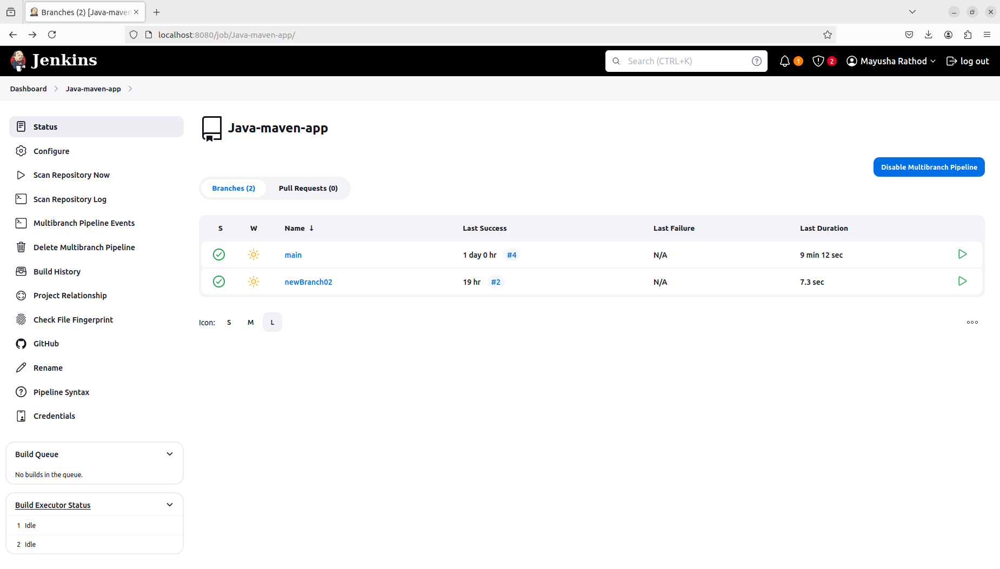 Branches (2) [Java-maven
localhost:8080/job/Java-maven-app/
Jenkins
Search (CTRL+K)
1
2
Mayusha Rathod
log out
Dashboard
Java-maven-app
Status
Configure
Scan Repository Now
Scan Repository Log
Multibranch Pipeline Events
Delete Multibranch Pipeline
Build History
Project Relationship
Check File Fingerprint
GitHub
Rename
Pipeline Syntax
Credentials
Build Queue
No builds in the queue.
Build Executor Status
1 Idle
2 Idle
Java-maven-app
Disable Multibranch Pipeline
Branches (2) Pull Requests (0)
S W Name ↓ Last Success Last Failure Last Duration
main 1 day 0 hr #4 N/A 9 min 12 sec
newBranch02 19 hr #2 N/A 7.3 sec
Icon: S M L